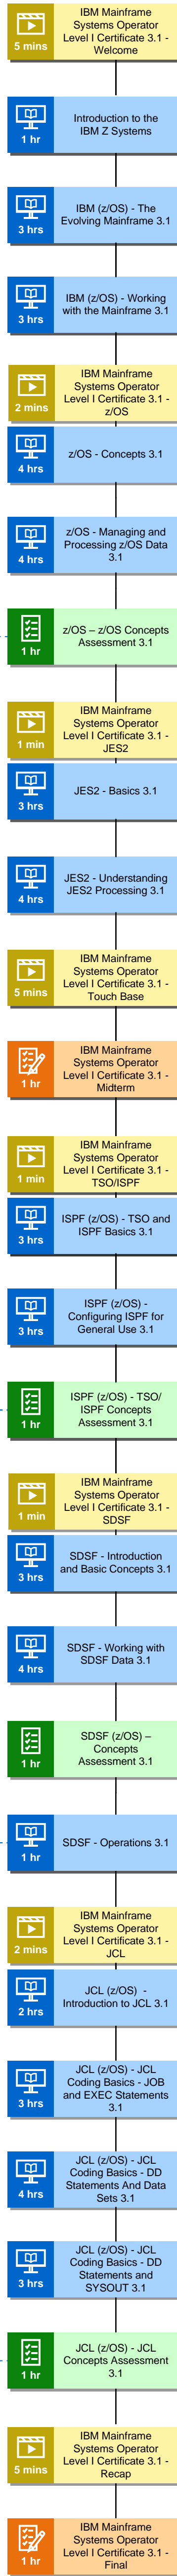 IBM Mainframe
Systems Operator
Level I Certificate 3.1 -
Welcome
5 mins
Introduction to the
IBM Z Systems
1 hr
IBM (z/OS) - The
Evolving Mainframe 3.1
3 hrs
IBM (z/OS) - Working
with the Mainframe 3.1
3 hrs
IBM Mainframe
Systems Operator
Level I Certificate 3.1 -
z/OS
2 mins
z/OS - Concepts 3.1
4 hrs
z/OS - Managing and
Processing z/OS Data
3.1
4 hrs
z/OS – z/OS Concepts
Assessment 3.1
1 hr
IBM Mainframe
Systems Operator
Level I Certificate 3.1 -
JES2
1 min
JES2 - Basics 3.1
3 hrs
JES2 - Understanding
JES2 Processing 3.1
4 hrs
IBM Mainframe
Systems Operator
Level I Certificate 3.1 -
Touch Base
5 mins
IBM Mainframe
Systems Operator
Level I Certificate 3.1 -
Midterm
1 hr
IBM Mainframe
Systems Operator
Level I Certificate 3.1 -
TSO/ISPF
1 min
ISPF (z/OS) - TSO and
ISPF Basics 3.1
3 hrs
ISPF (z/OS) -
Configuring ISPF for
General Use 3.1
3 hrs
ISPF (z/OS) - TSO/
ISPF Concepts
Assessment 3.1
1 hr
IBM Mainframe
Systems Operator
Level I Certificate 3.1 -
SDSF
1 min
SDSF - Introduction
and Basic Concepts 3.1
3 hrs
SDSF - Working with
SDSF Data 3.1
4 hrs
SDSF (z/OS) –
Concepts
Assessment 3.1
1 hr
SDSF - Operations 3.1
1 hr
IBM Mainframe
Systems Operator
Level I Certificate 3.1 -
JCL
2 mins
JCL (z/OS) -
Introduction to JCL 3.1
2 hrs
JCL (z/OS) - JCL
Coding Basics - JOB
and EXEC Statements
3.1
3 hrs
JCL (z/OS) - JCL
Coding Basics - DD
Statements And Data
Sets 3.1
4 hrs
JCL (z/OS) - JCL
Coding Basics - DD
Statements and
SYSOUT 3.1
3 hrs
JCL (z/OS) - JCL
Concepts Assessment
3.1
1 hr
IBM Mainframe
Systems Operator
Level I Certificate 3.1 -
Recap
5 mins
IBM Mainframe
Systems Operator
Level I Certificate 3.1 -
Final
1 hr